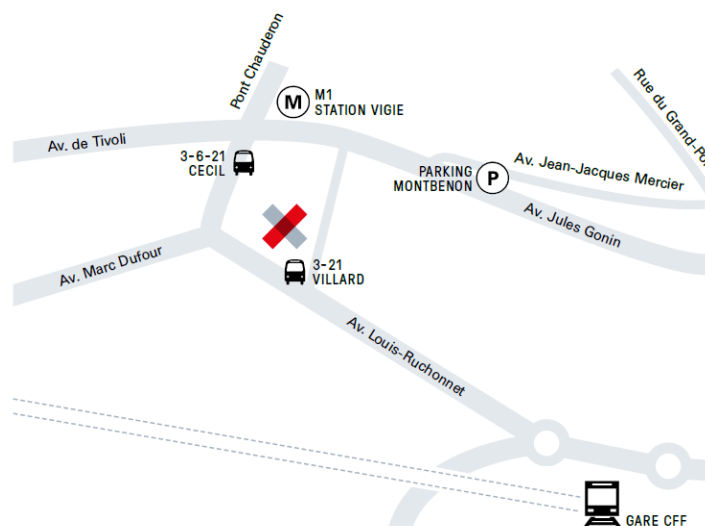 Pont Chauderon
M
M1
STATION VIGIE
Rue du Grand-Po
Av. de Tivoli
3-6-21
CECIL
PARKING
MONTBENON
P
Av. Jean-Jacques Mercier
Av. Jules Gonin
Av. Marc Dufour
3-21
VILLARD
Av. Louis-Ruchonnet
GARE CFF